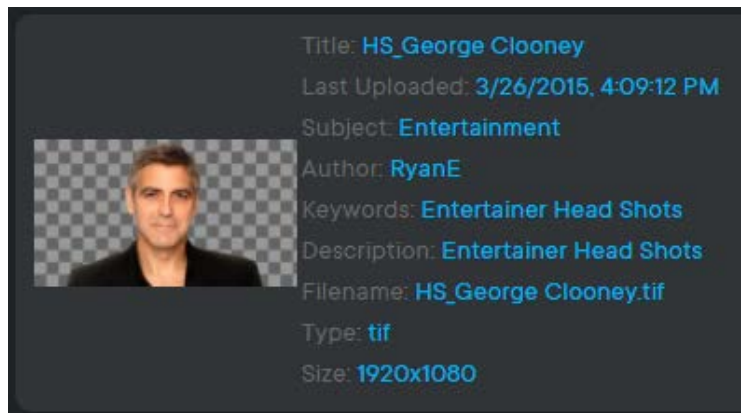 Title: HS_George Clooney
Last Uploaded: 3/26/2015, 4:09:12 PM
Subject: Entertainment
Author: RyanE
Keywords: Entertainer Head Shots
Description: Entertainer Head Shots
Filename: HS_George Clooney.tif
Type: tif
Size: 1920x1080